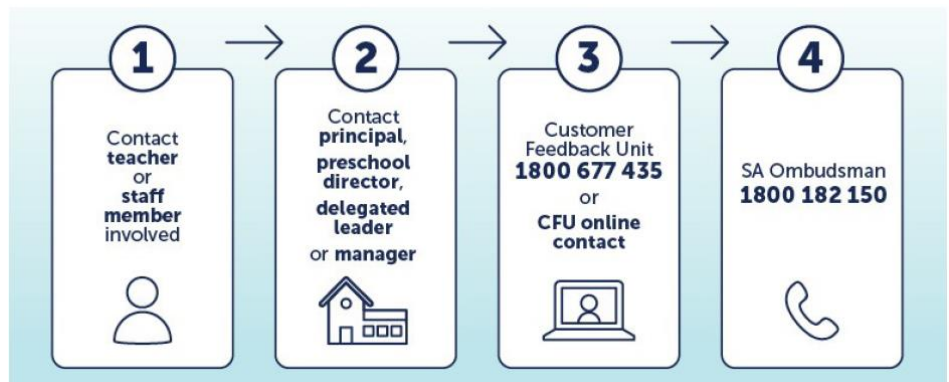 1
Contact
teacher
or
staff
member
involved
2
Contact
principal,
preschool
director,
delegated
leader
or manager
3
Customer
Feedback Unit
1800 677 435
or
CFU online
contact
4
SA Ombudsman
1800 182 150